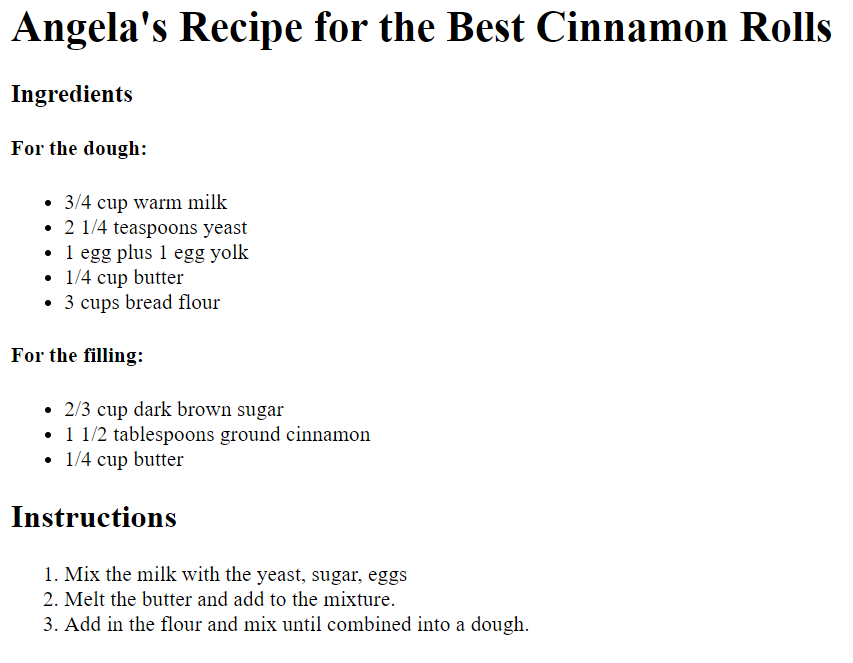 Angela's Recipe for the Best Cinnamon Rolls
Ingredients
For the dough:
• 3/4 cup warm milk
• 2 1/4 teaspoons yeast
• 1 egg plus 1 egg yolk
• 1/4 cup butter
• 3 cups bread flour
For the filling:
• 2/3 cup dark brown sugar
• 1 1/2 tablespoons ground cinnamon
• 1/4 cup butter
Instructions
1. Mix the milk with the yeast, sugar, eggs
2. Melt the butter and add to the mixture.
3. Add in the flour and mix until combined into a dough.